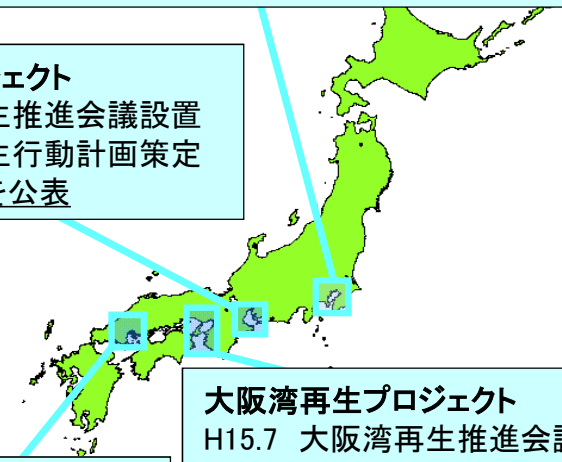 ェクト
生推進会議設置
生行動計画策定
を公表
大阪湾再生プロジェクト
H15.7 大阪湾再生推進会